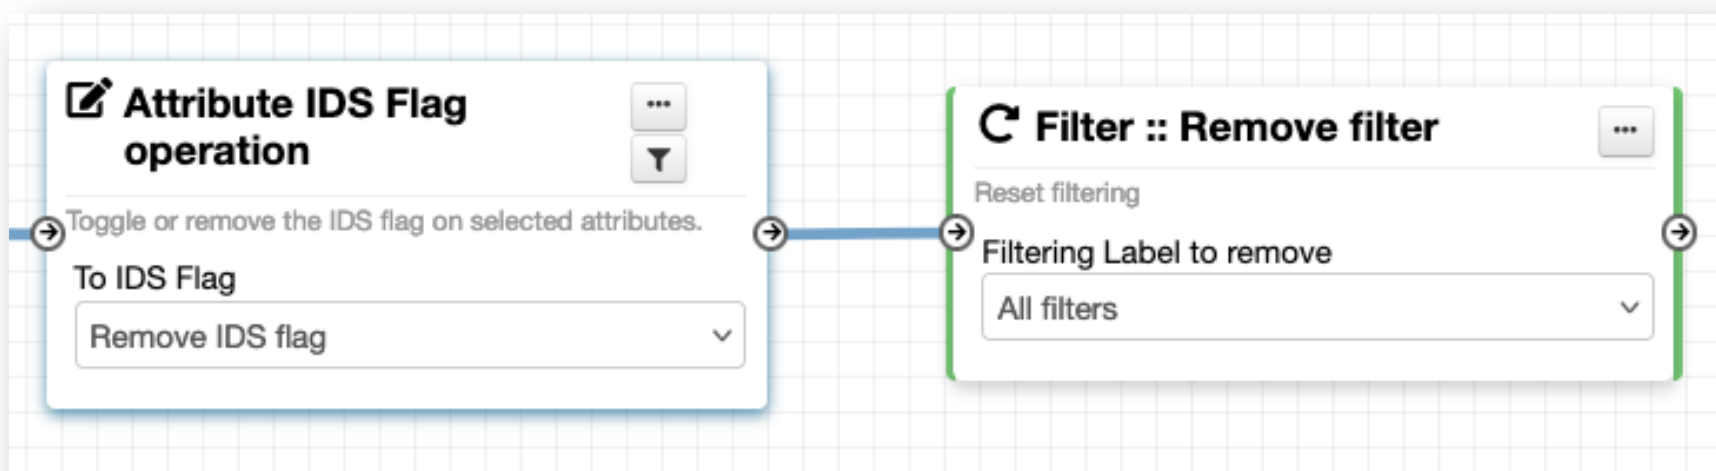 Attribute IDS Flag
operation
Toggle or remove the IDS flag on selected attributes.
To IDS Flag
Remove IDS flag
Filter :: Remove filter
Reset filtering
Filtering Label to remove
All filters